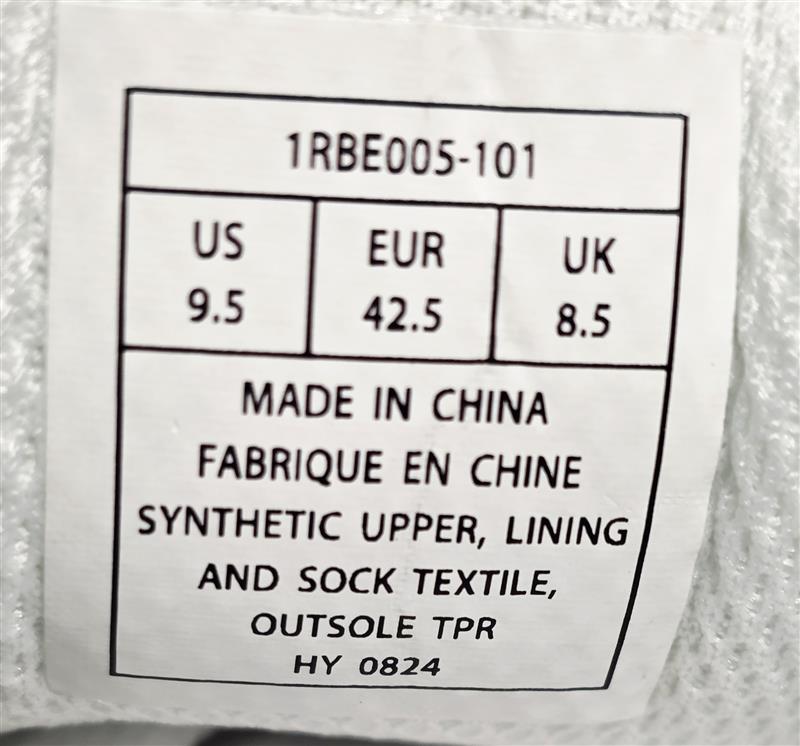 1RBE005-101
US EUR UK
9.5 42.5 8.5
MADE IN CHINA
FABRIQUE EN CHINE
SYNTHETIC UPPER, LINING
AND SOCK TEXTILE,
OUTSOLE TPR
HY 0824